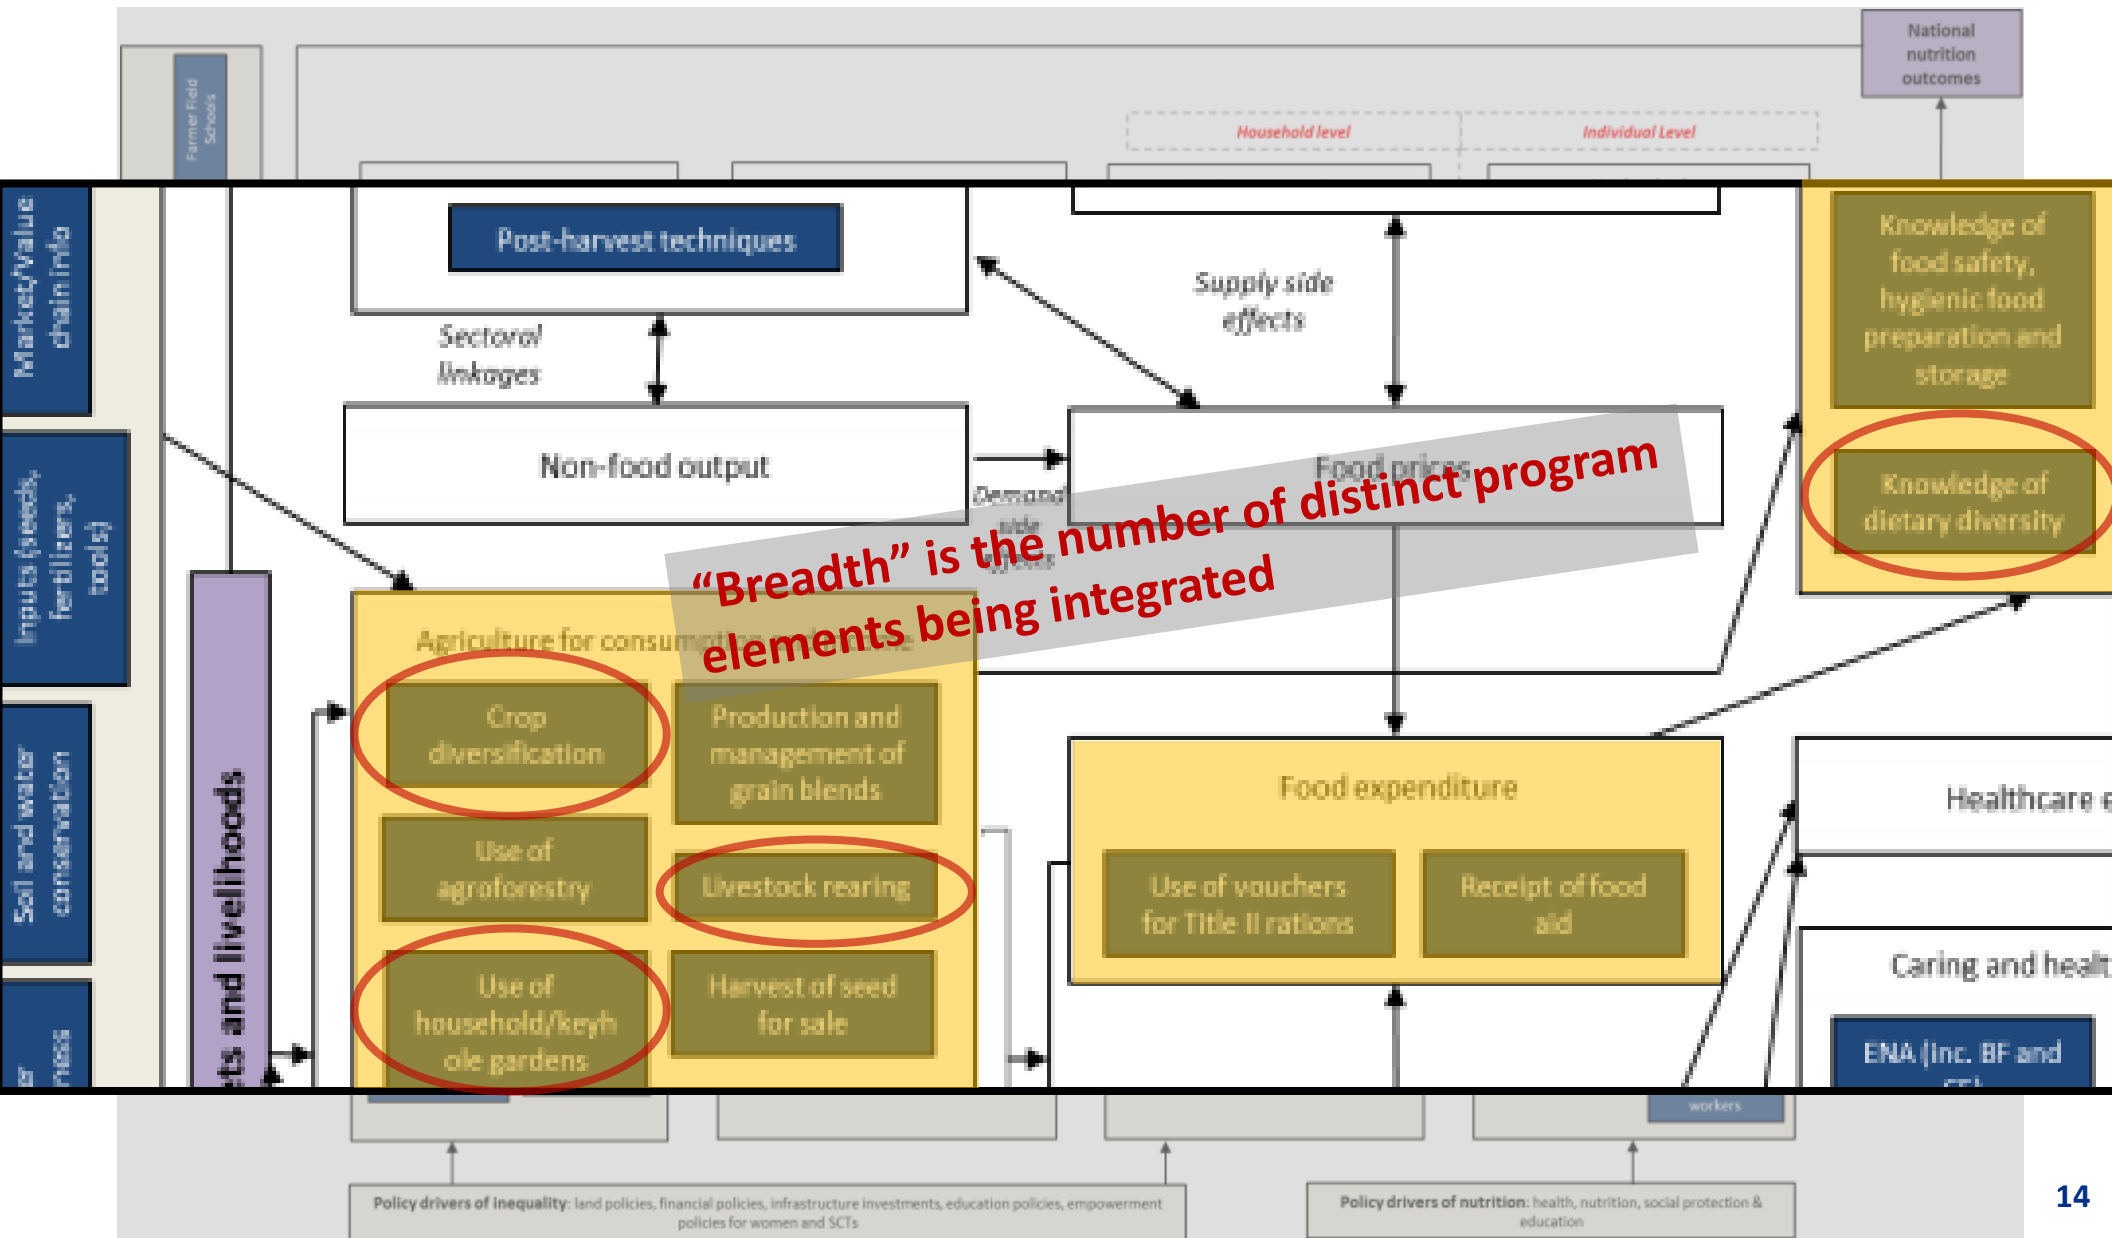 National
nutrition
outcomes
Farmer Field
Schools
Household level
Individual Level
Market/value
chain info
Post-harvest techniques
Supply side
effects
Knowledge of
food safety,
hygienic food
preparation and
storage
Sectoral
linkages
Non-food output
Food prices
Demand
side
effects
Knowledge of
dietary diversity
Inputs (seeds,
fertilizers,
tools)
“Breadth” is the number of distinct program
elements being integrated
Agriculture for consumption and income
Crop
diversification
Production and
management of
grain blends
Use of
agroforestry
Livestock rearing
Use of
household/keyh
ole gardens
Harvest of seed
for sale
Food expenditure
Use of vouchers
for Title II rations
Receipt of food
aid
Healthcare e
Caring and healt
ENA (inc. BF and
Soil and water
conservation
ets and livelihoods
ness
workers
Policy drivers of inequality: land policies, financial policies, infrastructure investments, education policies, empowerment
policies for women and SCTs
Policy drivers of nutrition: health, nutrition, social protection &
education
14